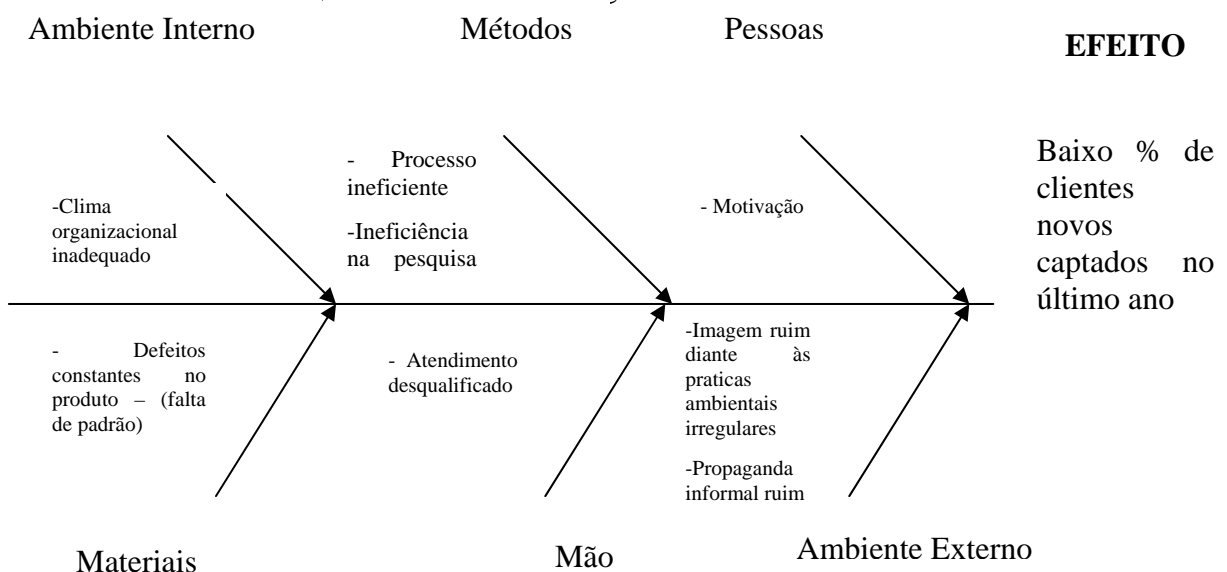 Ambiente Interno
Métodos
Pessoas
EFEITO
-Clima
organizacional
inadequado
- Processo
ineficiente
-Ineficiência
na pesquisa
- Motivação
Baixo % de
clientes
novos
captados no
último ano
- Defeitos
constantes no
produto – (falta
de padrão)
- Atendimento
desqualificado
-Imagem ruim
diante às
praticas
ambientais
irregulares
-Propaganda
informal ruim
Materiais
Mão
Ambiente Externo